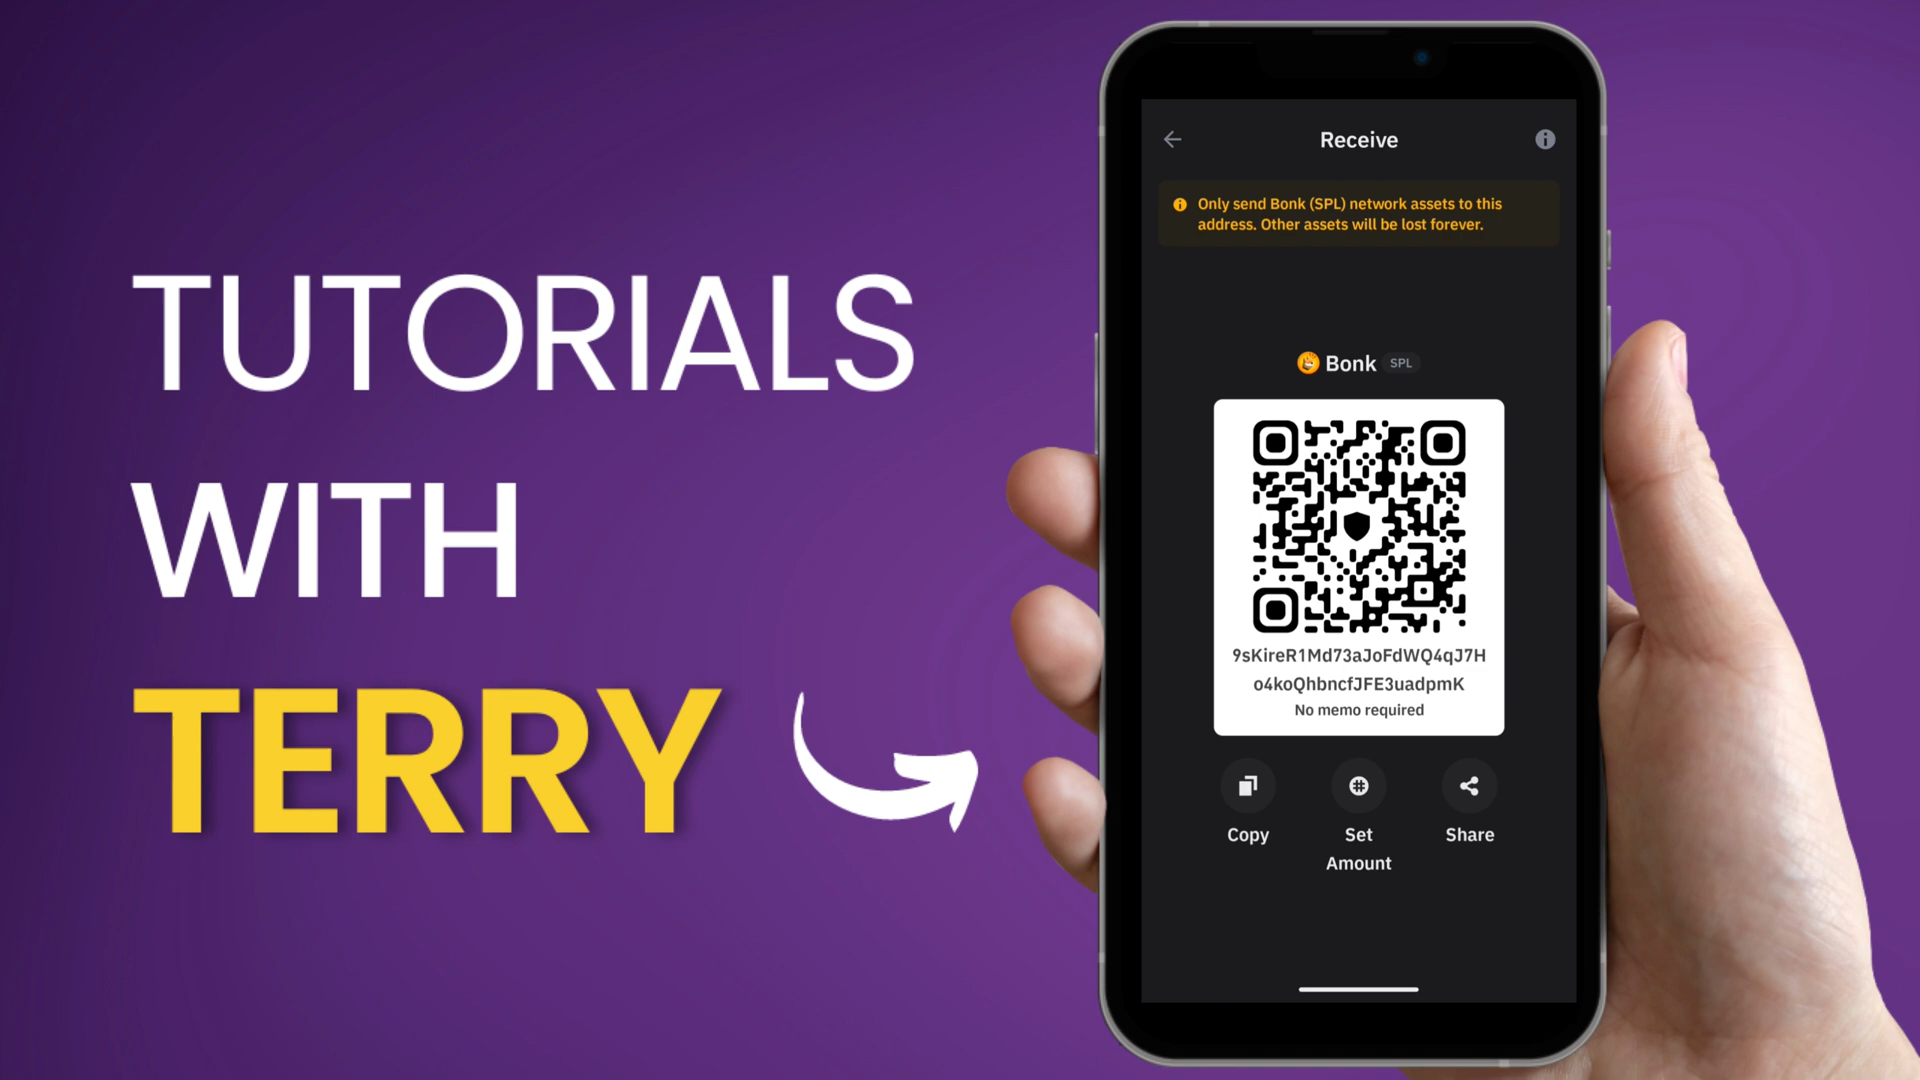 TUTORIALS
WITH
TERRY
Receive
Only send Bonk (SPL) network assets to this
address. Other assets will be lost forever.
Bonk SPL
9sKireR1Md73aJoFdWQ4qJ7H
o4koQhbncfJFE3uadpmK
No memo required
Copy
Set
Amount
Share